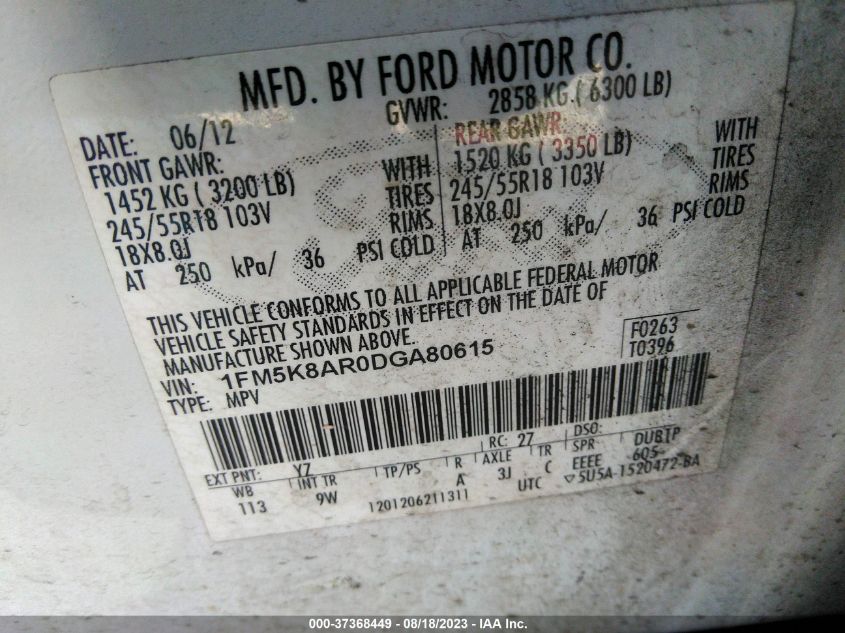 MFD. BY FORD MOTOR CO.
DATE: 06/12 GVWR: 2858 KG ( 6300 LB)
FRONT GAWR: REAR GAWR:
1452 KG ( 3200 LB) WITH 1520 KG ( 3350 LB) WITH
245/55R18 103V TIRES 245/55R18 103V TIRES
18X8.0J RIMS 18X8.0J RIMS
AT 250 kPa/ 36 PSI COLD AT 250 kPa/ 36 PSI COLD
THIS VEHICLE CONFORMS TO ALL APPLICABLE FEDERAL MOTOR
VEHICLE SAFETY STANDARDS IN EFFECT ON THE DATE OF
MANUFACTURE SHOWN ABOVE.
VIN: 1FM5K8AR0DGA80615
TYPE: MPV
F0263
T0396
RC: 27 DSO:
EXT PNT: YZ
WB INT TR TP/PS R AXLE TR SPR DUBTP
113 9W A 3J C EEEE 6Q5
1201206211311 UTC ▽5U5A-1520472-BA
000-37368449 - 08/18/2023 - IAA Inc.